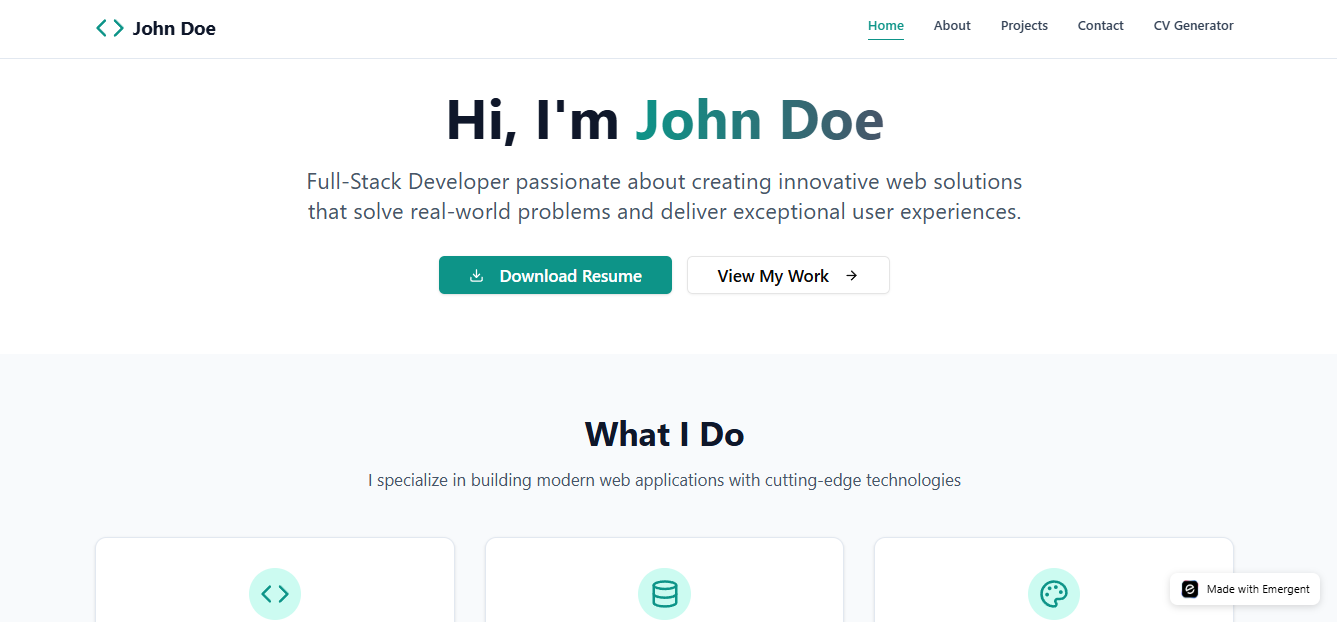 John Doe
Home
About
Projects
Contact
CV Generator
Hi, I'm John Doe
Full-Stack Developer passionate about creating innovative web solutions
that solve real-world problems and deliver exceptional user experiences.
Download Resume
View My Work
What I Do
I specialize in building modern web applications with cutting-edge technologies
Made with Emergent